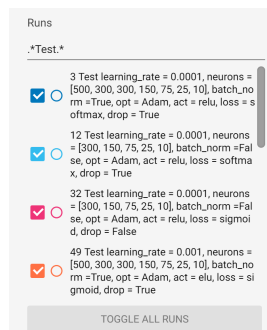 Runs
.*Test.*
3 Test learning_rate = 0.0001, neurons
= [500, 300, 300, 150, 75, 25, 10], batch_no
rm =True, opt = Adam, act = relu, loss = s
oftmax, drop = True
12 Test learning_rate = 0.0001, neurons
= [300, 150, 75, 25, 10], batch_norm =Fal
se, opt = Adam, act = relu, loss = softma
x, drop = True
32 Test learning_rate = 0.0001, neurons
= [300, 150, 75, 25, 10], batch_norm =Fal
se, opt = Adam, act = relu, loss = sigmoi
d, drop = False
49 Test learning_rate = 0.001, neurons
= [500, 300, 300, 150, 75, 25, 10], batch_no
rm =True, opt = Adam, act = elu, loss = si
gmoid, drop = True
TOGGLE ALL RUNS